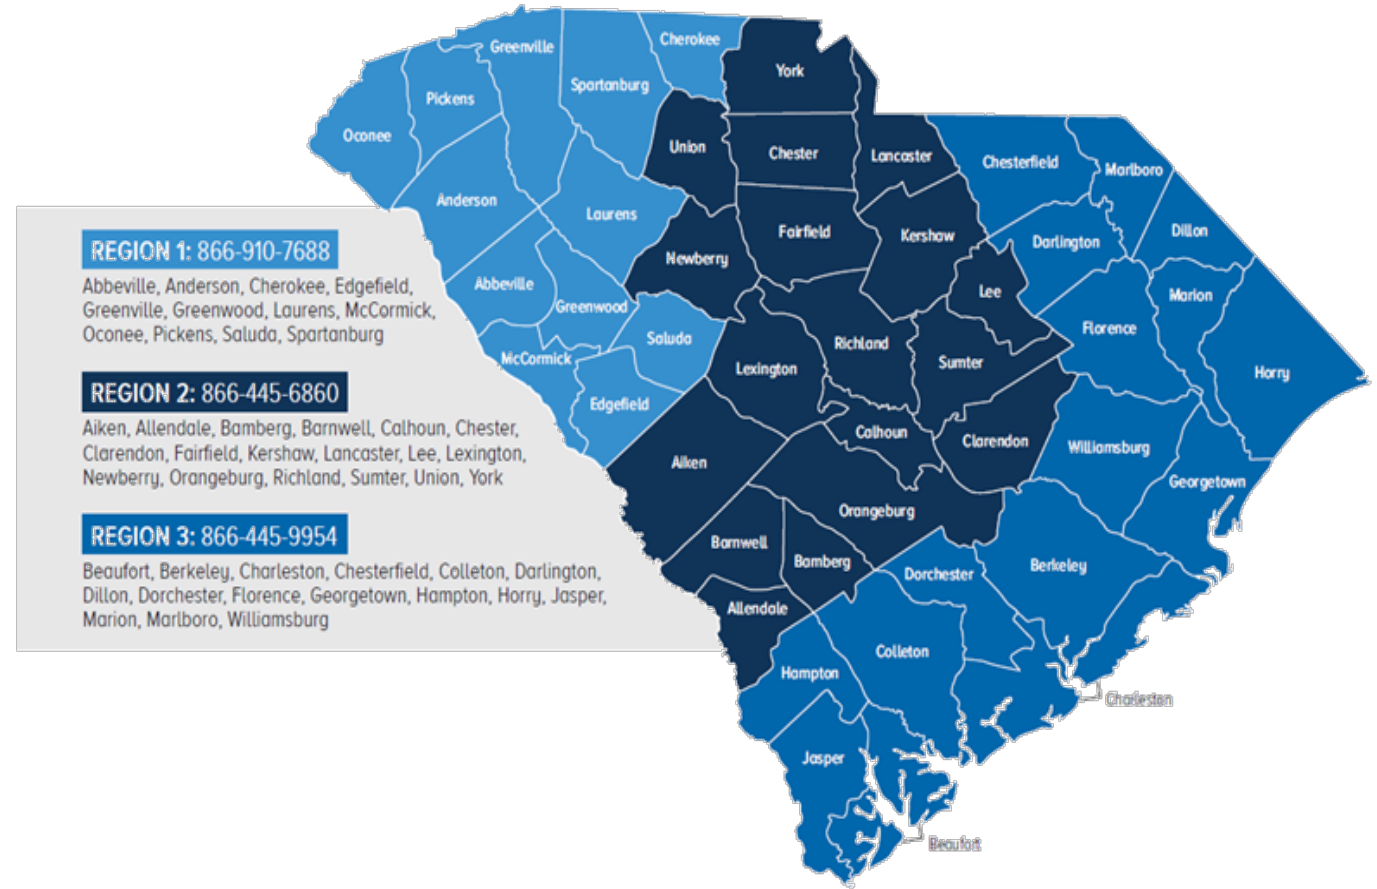 REGION 1: 866-910-7688
Abbeville, Anderson, Cherokee, Edgefield,
Greenville, Greenwood, Laurens, McCormick,
Oconee, Pickens, Saluda, Spartanburg
REGION 2: 866-445-6860
Aiken, Allendale, Bamberg, Barnwell, Calhoun, Chester,
Clarendon, Fairfield, Kershaw, Lancaster, Lee, Lexington,
Newberry, Orangeburg, Richland, Sumter, Union, York
REGION 3: 866-445-9954
Beaufort, Berkeley, Charleston, Chesterfield, Colleton, Darlington,
Dillon, Dorchester, Florence, Georgetown, Hampton, Horry, Jasper,
Marion, Marlboro, Williamsburg
Cherokee
Greenville
York
Spartanburg
Pickens
Oconee
Union
Chester
Lancaster
Chesterfield
Marlboro
Anderson
Laurens
Fairfield
Kershaw
Darlington
Dillon
Newberry
Abbeville
Greenwood
Lee
Marion
Saluda
Richland
Florence
McCormick
Lexington
Sumter
Horry
Edgefield
Calhoun
Clarendon
Williamsburg
Aiken
Georgetown
Orangeburg
Barnwell
Bamberg
Dorchester
Berkeley
Allendale
Colleton
Hampton
Charleston
Jasper
Beaufort